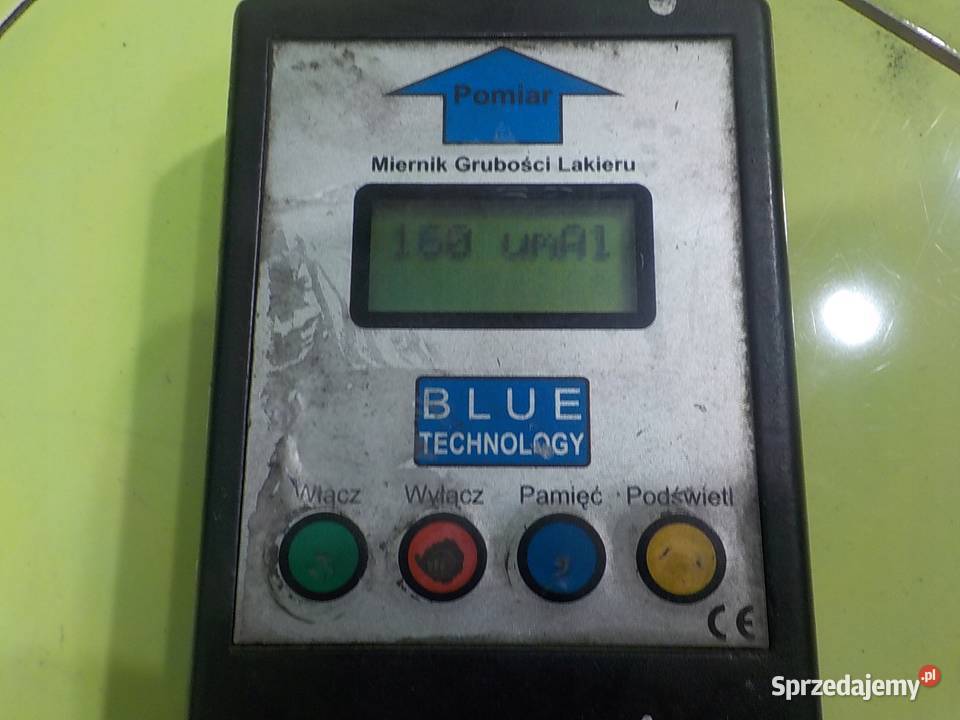 Pomiar
Miernik Grubości Lakieru
160 umAl
BLUE
TECHNOLOGY
Włącz Wyłącz Pamięć Podświetl
CE
Sprzedajemy.pl